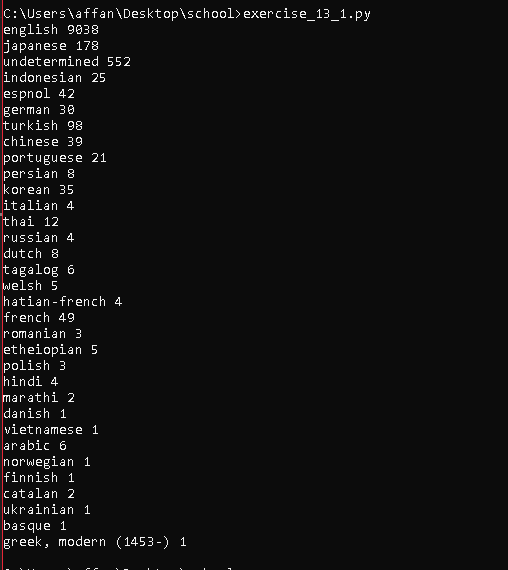 C:\Users\affan\Desktop\school>exercise_13_1.py
english 9038
japanese 178
undetermined 552
indonesian 25
espnol 42
german 30
turkish 98
chinese 39
portuguese 21
persian 8
korean 35
italian 4
thai 12
russian 4
dutch 8
tagalog 6
welsh 5
hatian-french 4
french 49
romanian 3
etheiopian 5
polish 3
hindi 4
marathi 2
danish 1
vietnamese 1
arabic 6
norwegian 1
finnish 1
catalan 2
ukrainian 1
basque 1
greek, modern (1453-) 1